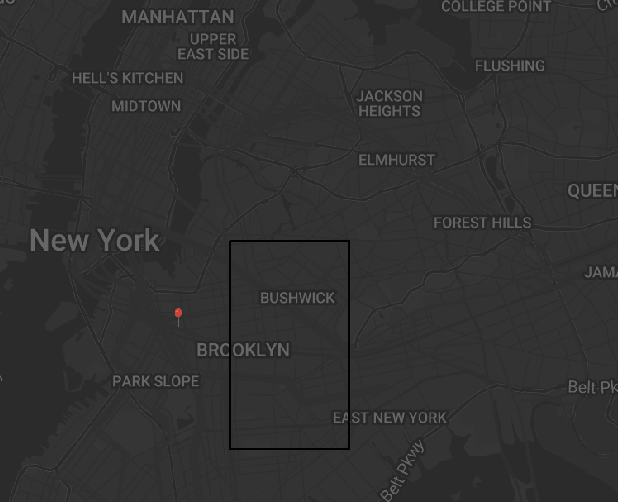 COLLEGE POINT
MANHATTAN
UPPER
EAST SIDE
FLUSHING
HELL'S KITCHEN
MIDTOWN
JACKSON
HEIGHTS
ELMHURST
QUEEN
FOREST HILLS
New York
JAMA
BUSHWICK
BROOKLYN
PARK SLOPE
Belt Pk
EAST NEW YORK
Belt Pkwy